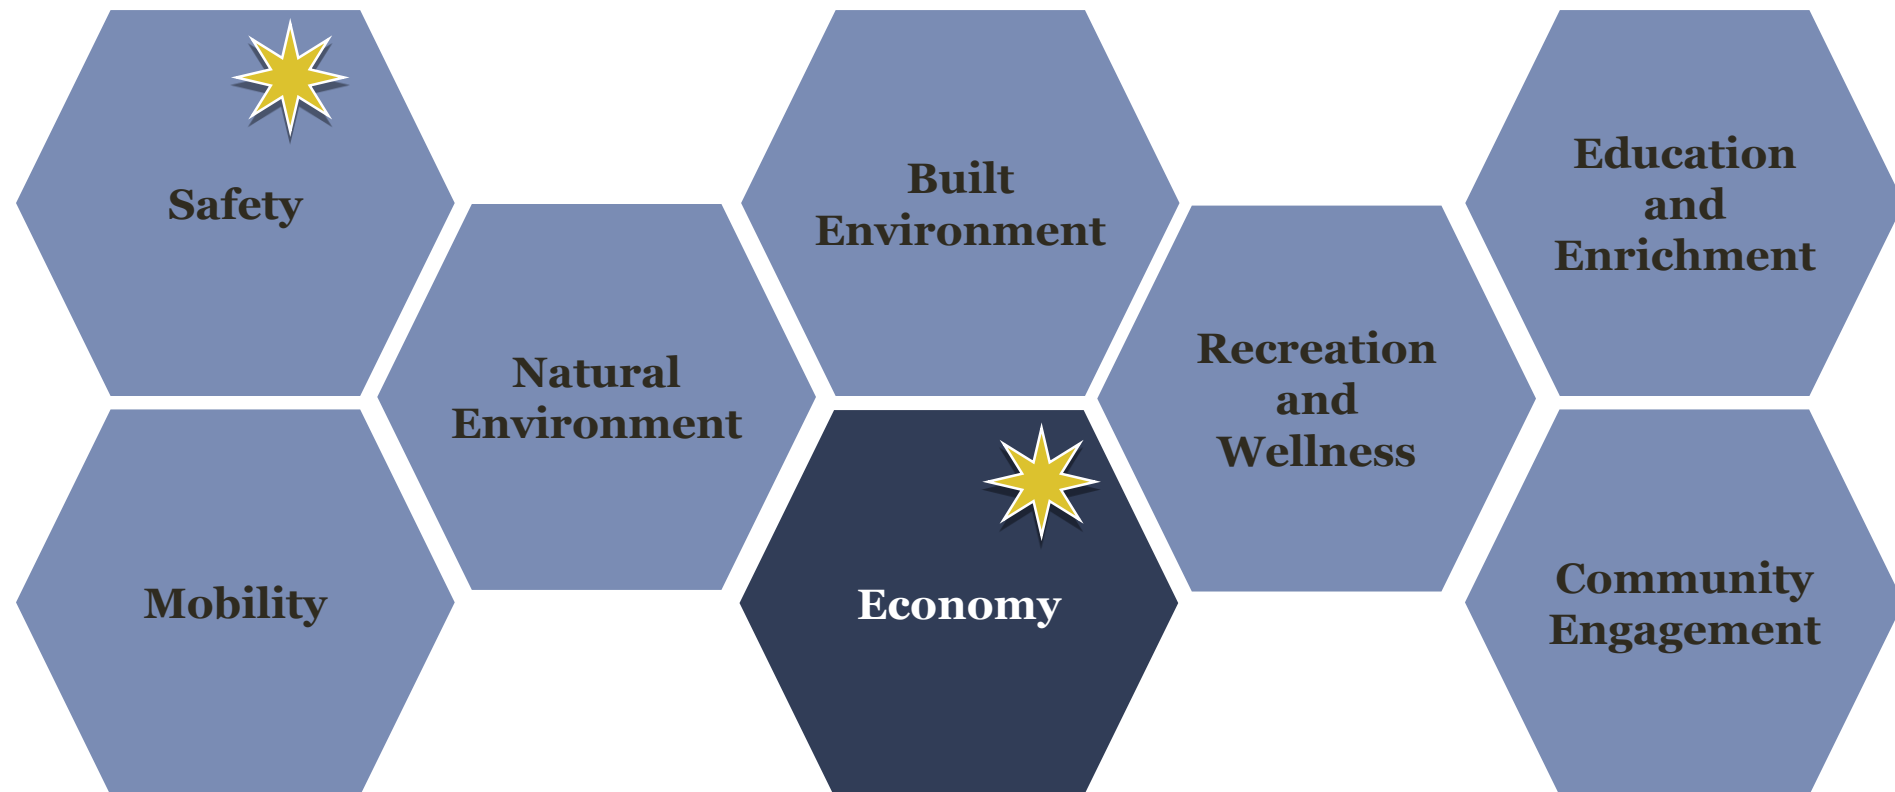 Safety
Mobility
Natural
Environment
Built
Environment
Economy
Recreation
and
Wellness
Education
and
Enrichment
Community
Engagement